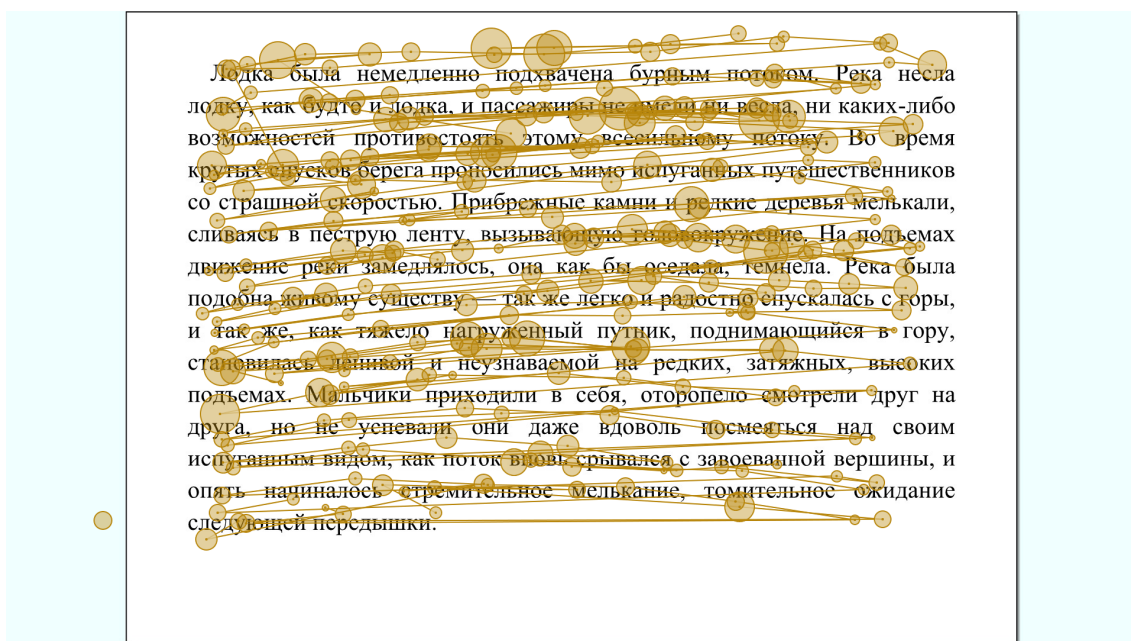 Лодка была немедленно подхвачена бурным потоком. Река несла
лодку, как будто и лодка, и пассажиры не имели ни весла, ни каких-либо
возможностей противостоять этому всесильному потоку. Во время
крутых спусков берега проносились мимо испуганных путешественников
со страшной скоростью. Прибрежные камни и редкие деревья мелькали,
сливаясь в пеструю ленту, вызывающую головокружение. На подъемах
движение реки замедлялось, она как бы оседала, темнела. Река была
подобна живому существу — так же легко и радостно спускалась с горы,
и так же, как тяжело нагруженный путник, поднимающийся в гору,
становилась ленивой и неузнаваемой на редких, затяжных, высоких
подъемах. Мальчики приходили в себя, оторопело смотрели друг на
друга, но не успевали они даже вдоволь посмеяться над своим
испуганным видом, как поток вновь срывался с завоеванной вершины, и
опять начиналось стремительное мелькание, томительное ожидание
следующей передышки.